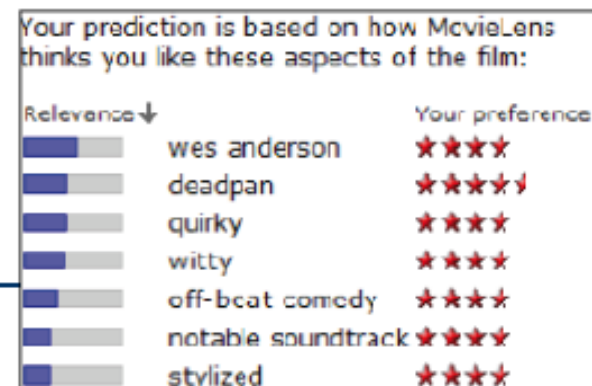 Your prediction is based on how MovieLens
thinks you like these aspects of the film:
Relevance Your preference
wes anderson
deadpan
quirky
witty
off-beat comedy
notable soundtrack
stylized